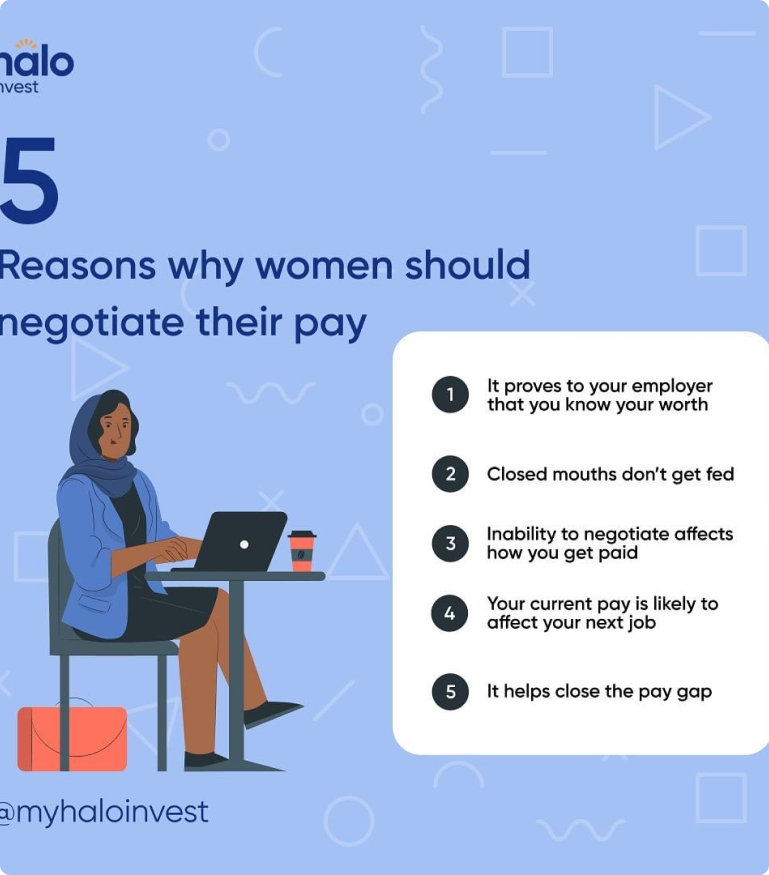 halo
nvest
5
Reasons why women should
negotiate their pay
1
It proves to your employer
that you know your worth
2
Closed mouths don't get fed
3
Inability to negotiate affects
how you get paid
4
Your current pay is likely to
affect your next job
5
It helps close the pay gap
@myhaloinvest